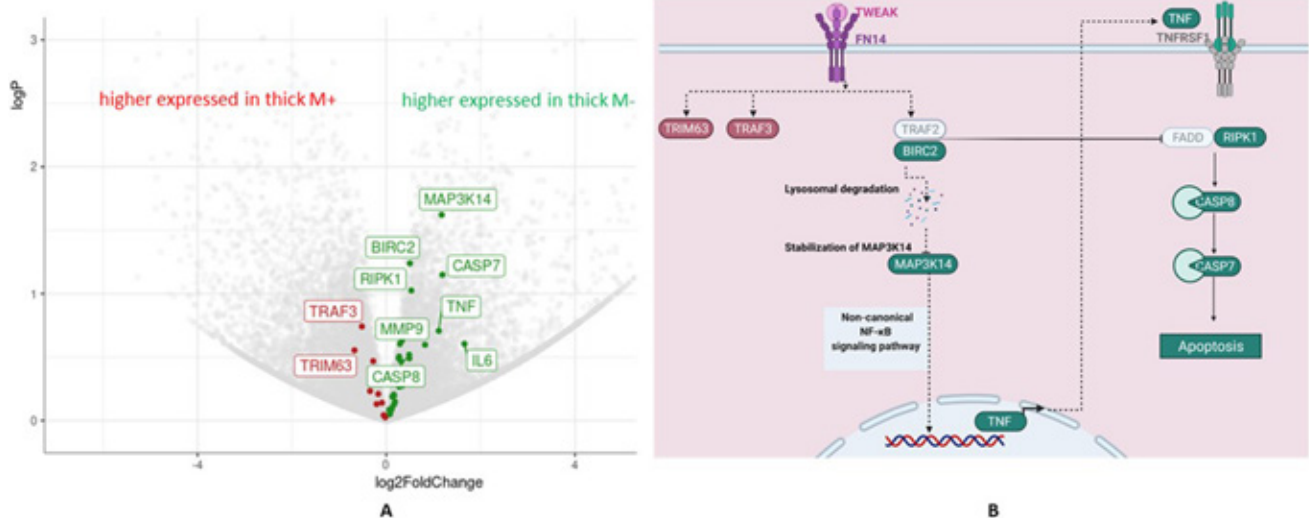 3
2
1
0
logP
higher expressed in thick M+
higher expressed in thick M-
MAP3K14
BIRC2
CASP7
RIPK1
TRAF3
TNF
MMP9
TRIM63
IL6
CASP8
-4
0
4
log2FoldChange
A
TWEAK
FN14
TNF
TNFRSF1
TRIM63
TRAF3
TRAF2
BIRC2
FADD
RIPK1
Lysosomal degradation
CASP8
Stabilization of MAP3K14
MAP3K14
CASP7
Non-canonical
NF-κB
signaling pathway
Apoptosis
TNF
B